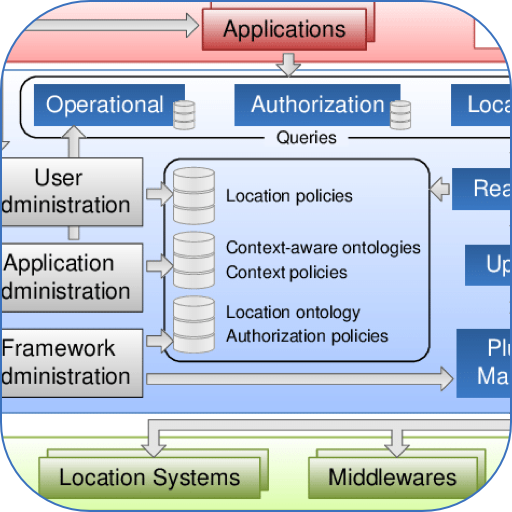 Applications
Operational
Authorization
Loca
Queries
User
dministration
Location policies
Rea
Application
dministration
Context-aware ontologies
Context policies
Up
Location ontology
Authorization policies
Framework
dministration
Plu
Ma
Location Systems
Middlewares